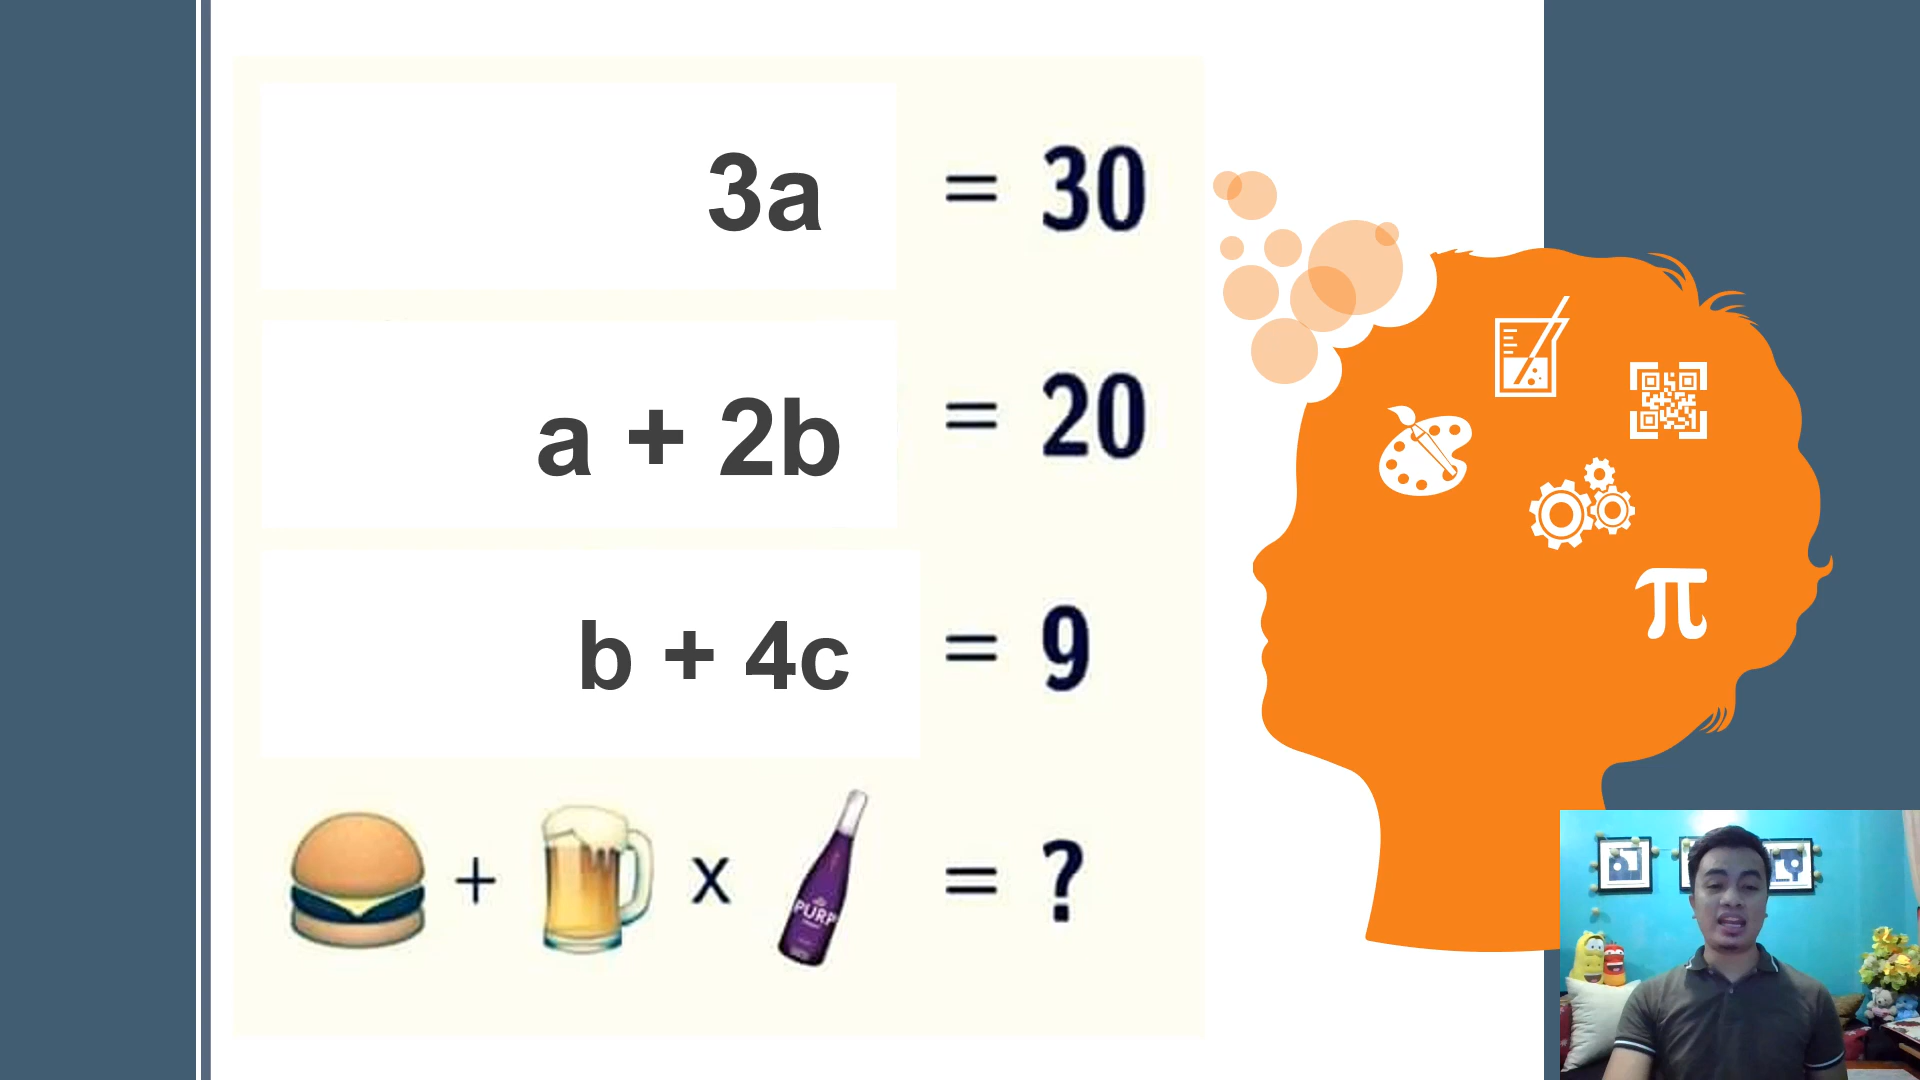 3a = 30
a + 2b = 20
b + 4c = 9
+ x = ?
PURP
π